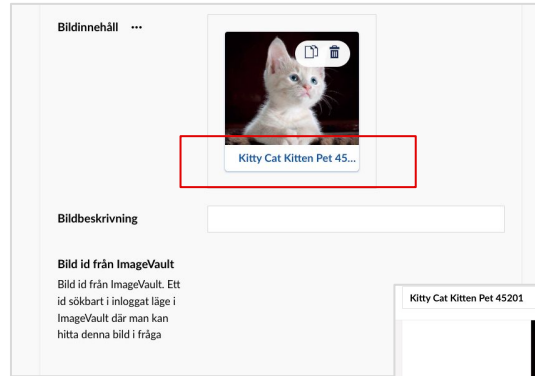 Bildinnehåll ···
Kitty Cat Kitten Pet 45...
Bildbeskrivning
Bild id från ImageVault
Bild id från ImageVault. Ett
id sökbart i inloggat läge i
ImageVault där man kan
hitta denna bild i fråga
Kitty Cat Kitten Pet 45201